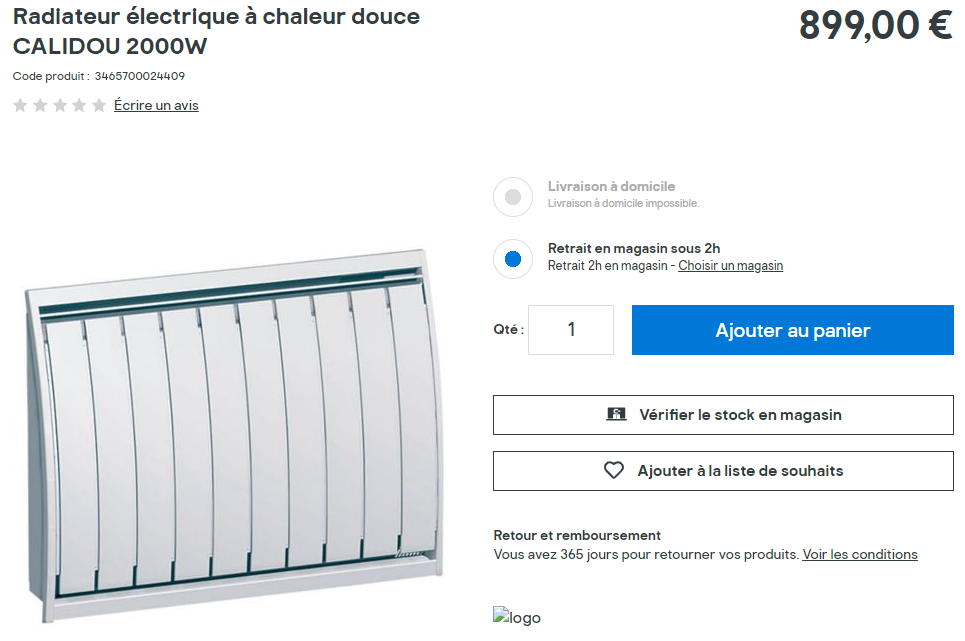 Radiateur électrique à chaleur douce
CALIDOU 2000W
899,00 €
Code produit : 3465700024409
Écrire un avis
Livraison à domicile
Livraison à domicile impossible.
Retrait en magasin sous 2h
Retrait 2h en magasin - Choisir un magasin
Qté : 1
Ajouter au panier
Vérifier le stock en magasin
Ajouter à la liste de souhaits
Retour et remboursement
Vous avez 365 jours pour retourner vos produits. Voir les conditions
logo